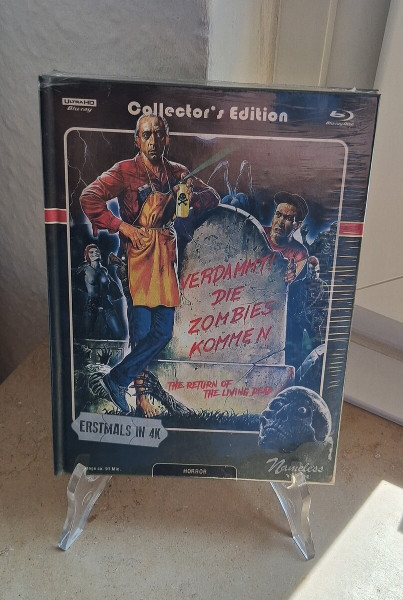 ULTRA HD
Blu-ray
Collector's Edition
Blu-ray Disc
VERDAMMT!
DIE
ZOMBIES
KOMMEN
THE RETURN OF
THE LIVING DEAD
ERSTMALS IN 4K
HORROR
Nameless